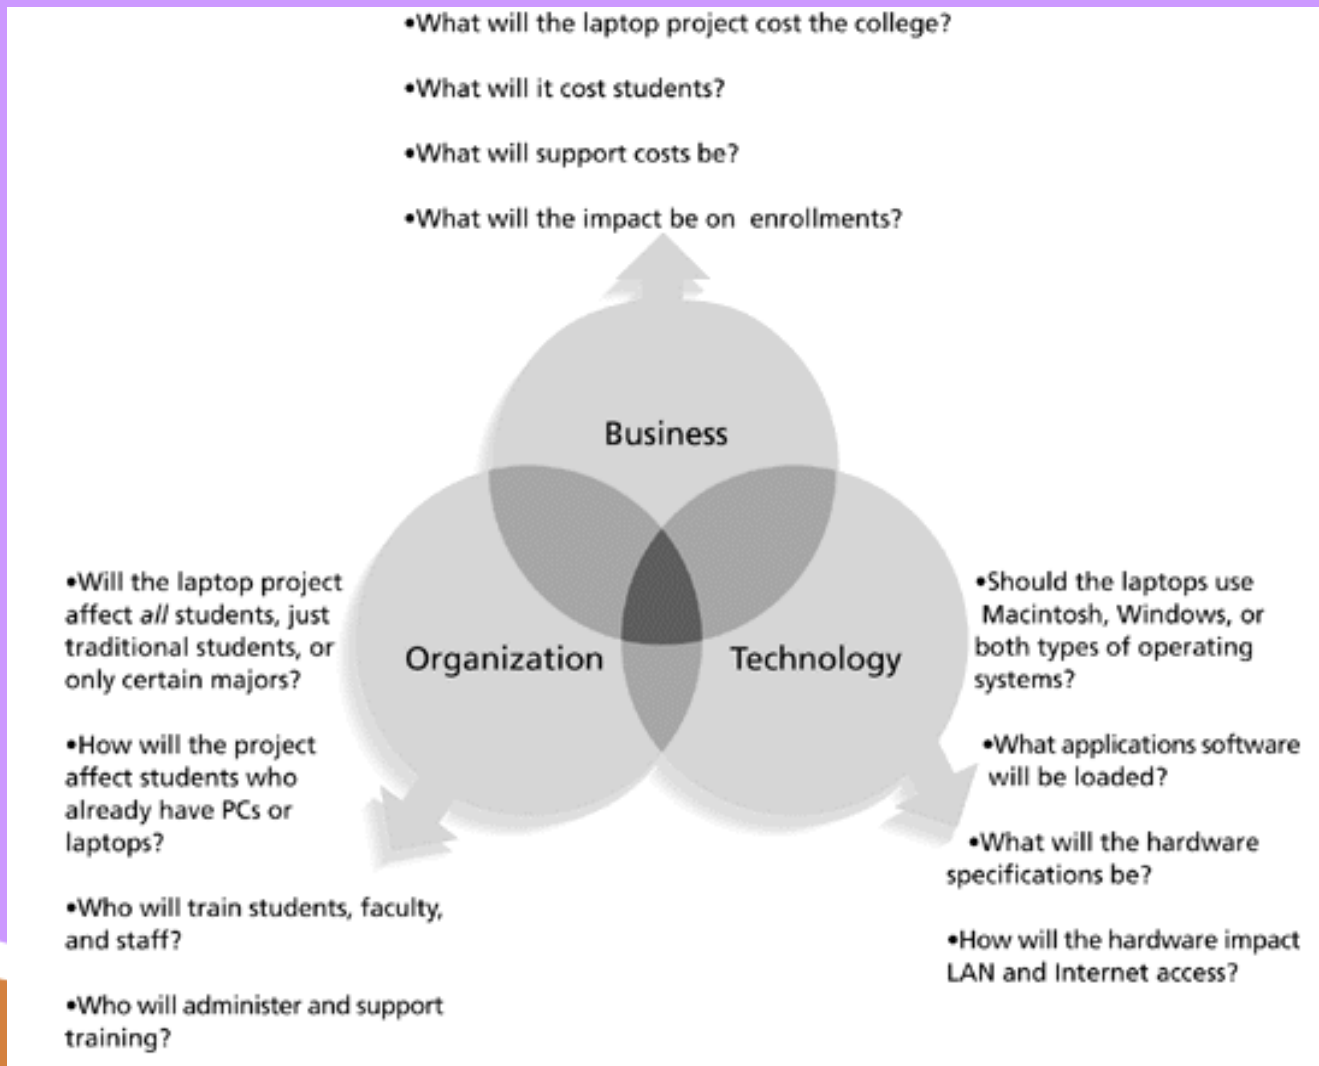 •What will the laptop project cost the college?
•What will it cost students?
•What will support costs be?
•What will the impact be on enrollments?
Business
Organization
Technology
•Will the laptop project
affect all students, just
traditional students, or
only certain majors?
•How will the project
affect students who
already have PCs or
laptops?
•Who will train students, faculty,
and staff?
•Who will administer and support
training?
•Should the laptops use
Macintosh, Windows, or
both types of operating
systems?
•What applications software
will be loaded?
•What will the hardware
specifications be?
•How will the hardware impact
LAN and Internet access?